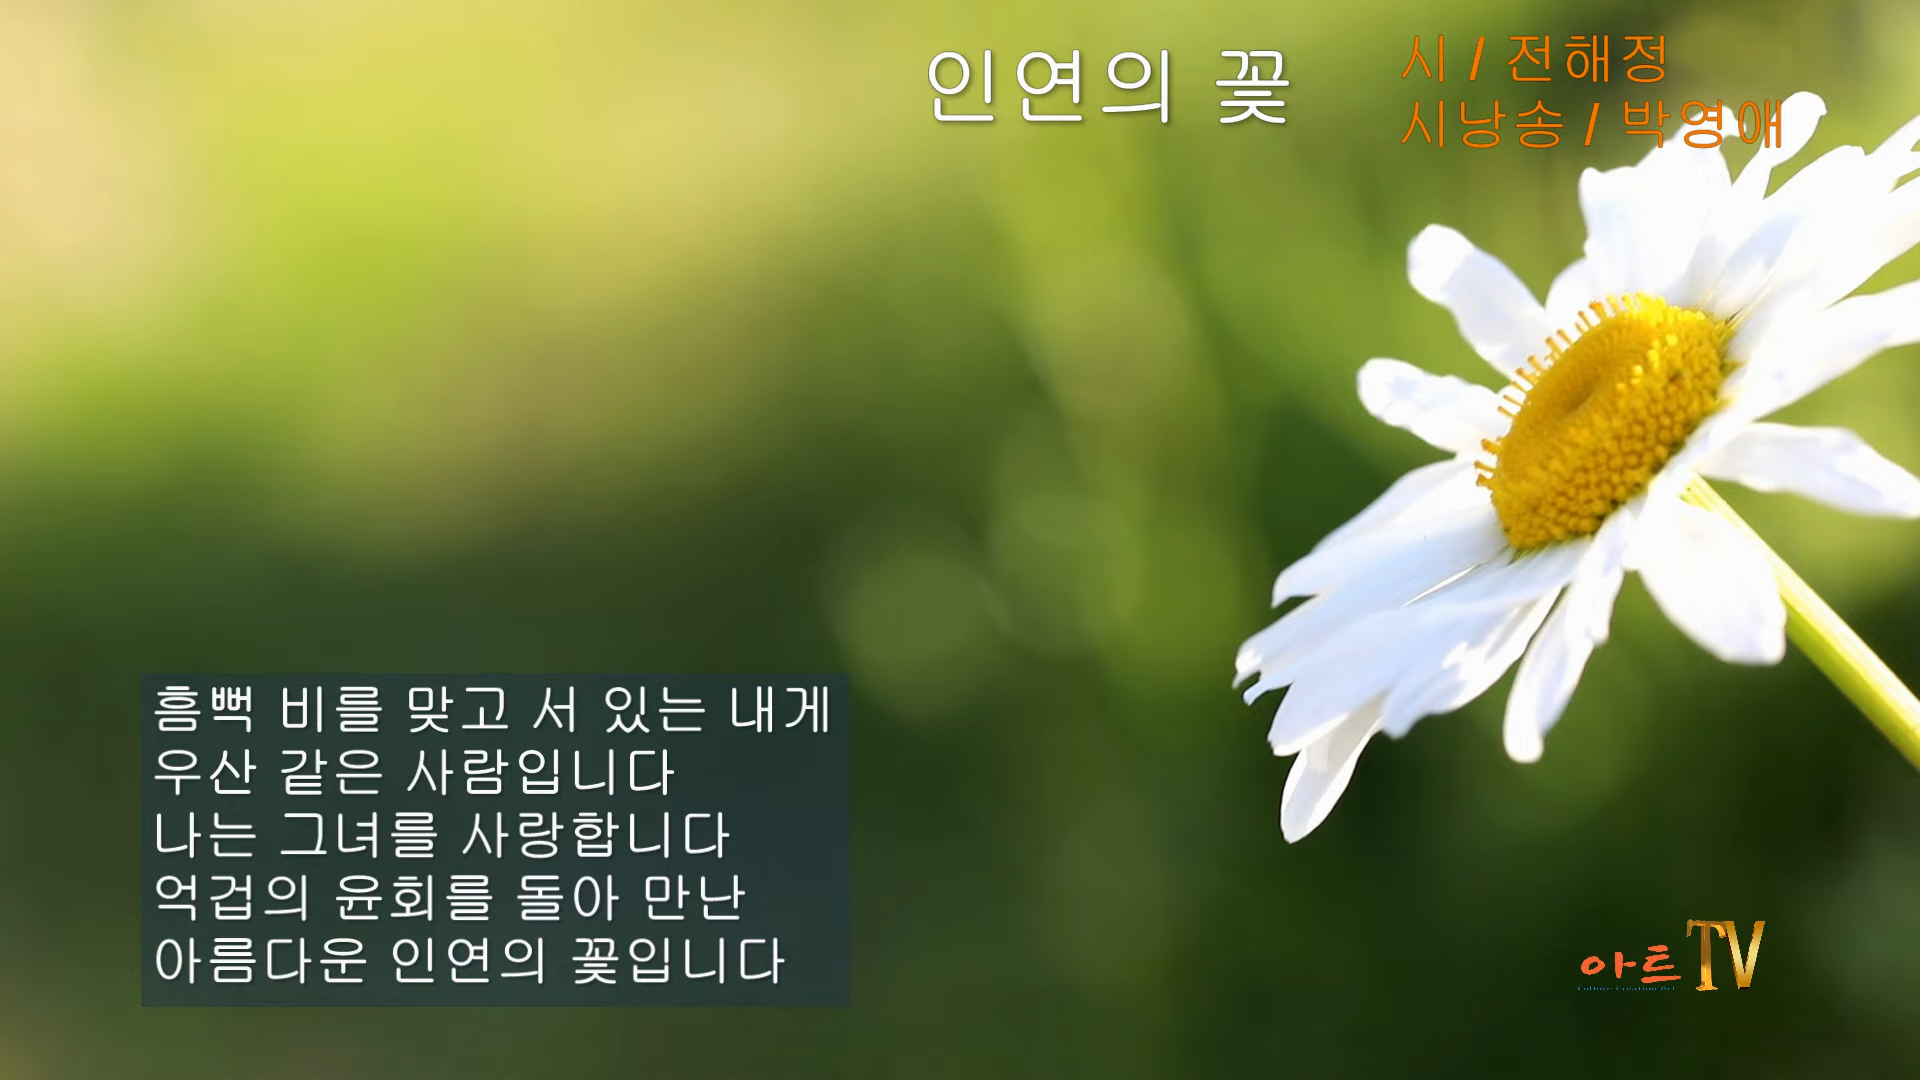 인연의 꽃
시 / 전해정
시낭송 / 박영애
흠뻑 비를 맞고 서 있는 내게
우산 같은 사람입니다
나는 그녀를 사랑합니다
억겁의 윤회를 돌아 만난
아름다운 인연의 꽃입니다
아트TV
Culture Creation Art